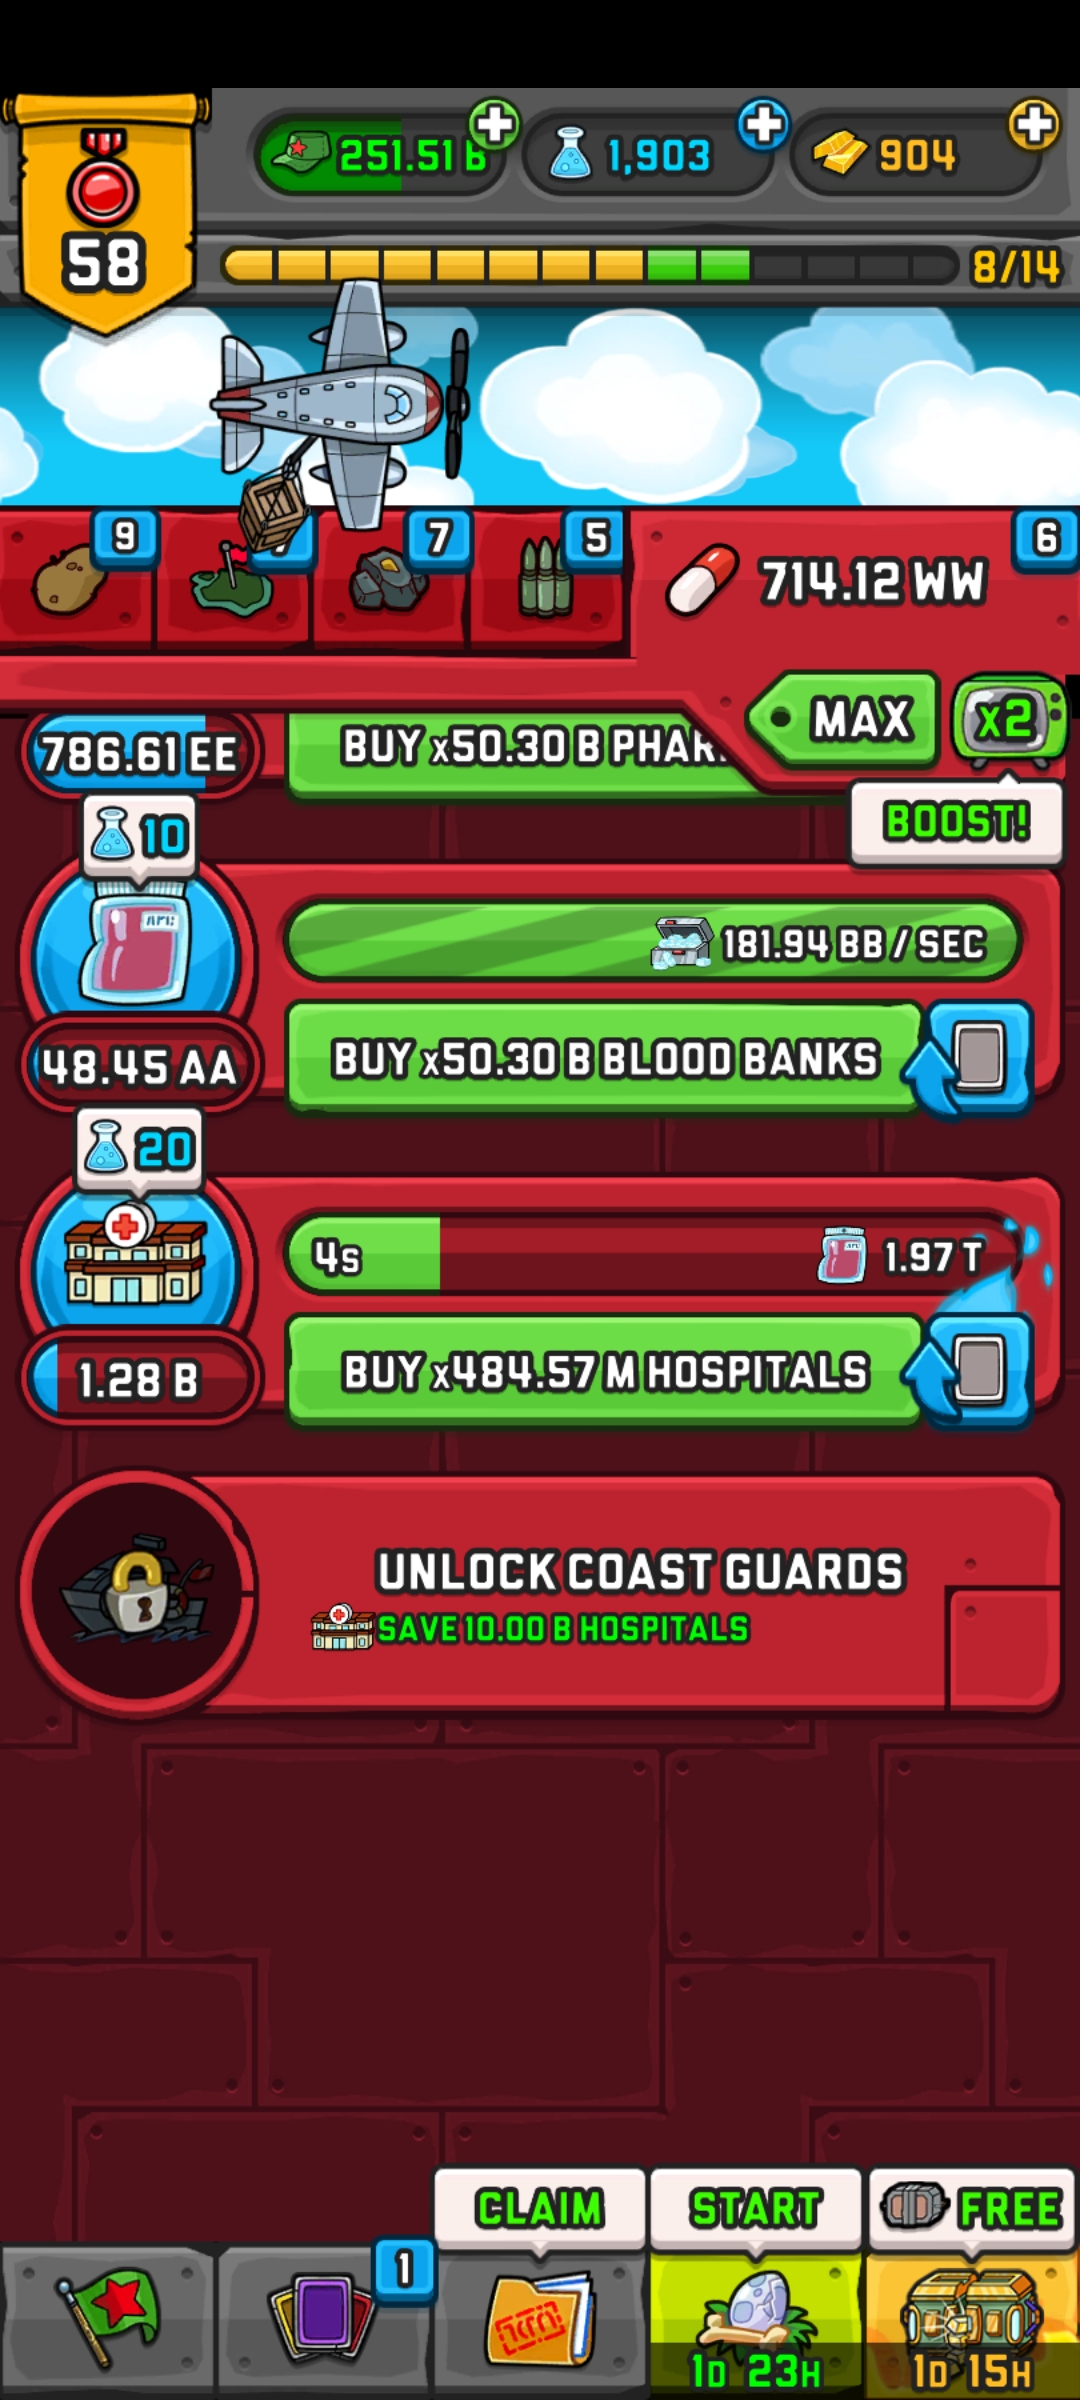 251.51 B
1,903
904
58
8/14
9
7
7
5
6
714.12 WW
MAX
x2
786.61 EE
BUY x50.30 B PHAR
BOOST!
10
181.94 BB / SEC
48.45 AA
BUY x50.30 B BLOOD BANKS
20
4s
1.97 T
1.28 B
BUY x484.57 M HOSPITALS
UNLOCK COAST GUARDS
SAVE 10.00 B HOSPITALS
CLAIM
START
FREE
1
1D 23H
1D 15H